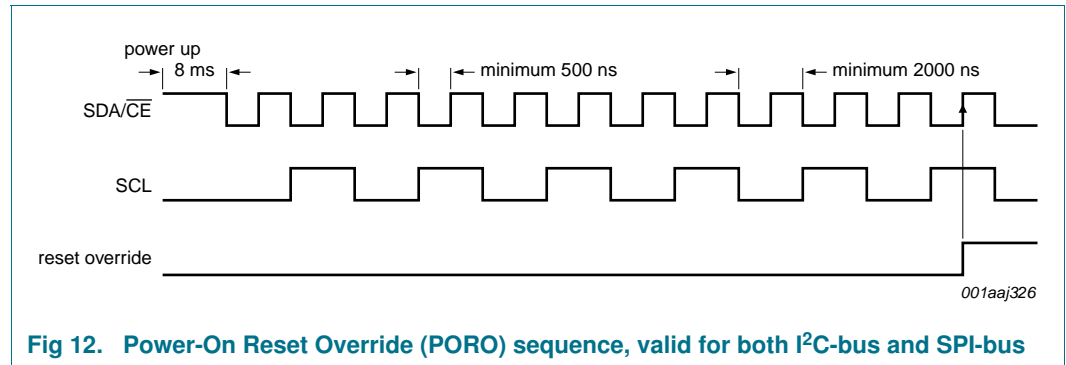 power up
8 ms
minimum 500 ns
minimum 2000 ns
SDA/CE
SCL
reset override
001aaj326
Fig 12. Power-On Reset Override (PORO) sequence, valid for both I2C-bus and SPI-bus